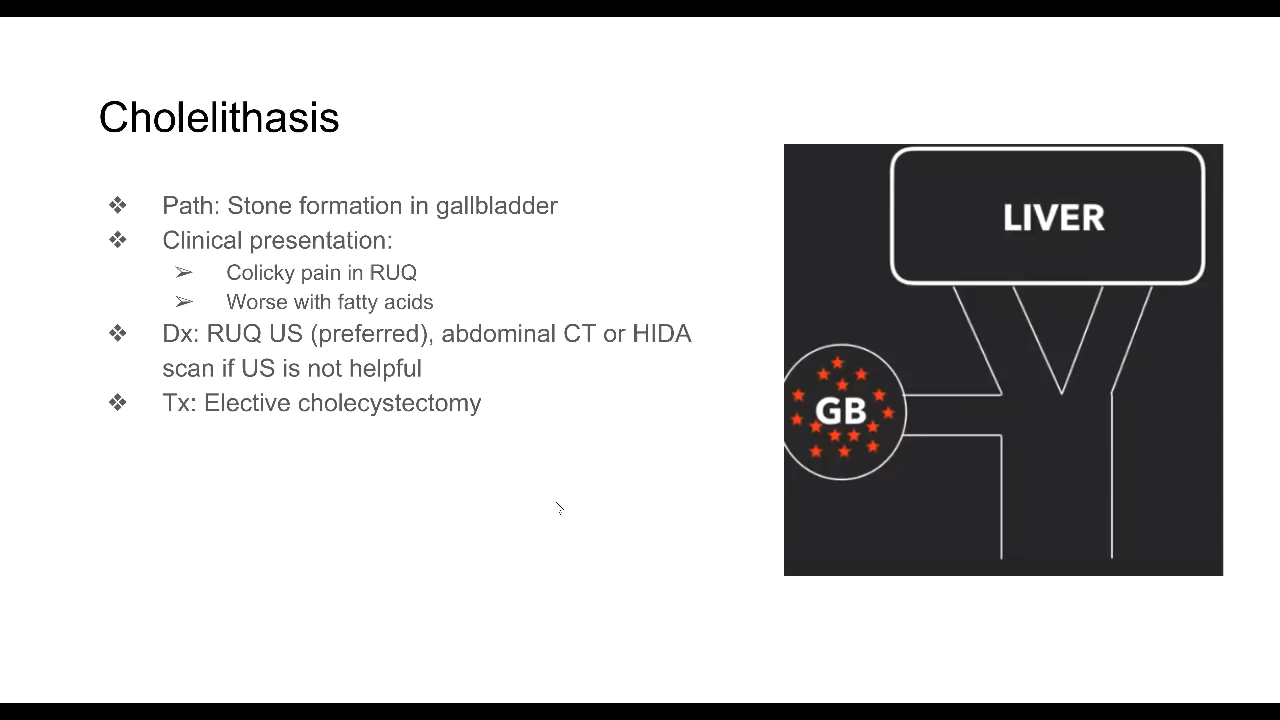 Cholelithasis
❖ Path: Stone formation in gallbladder
❖ Clinical presentation:
➢ Colicky pain in RUQ
➢ Worse with fatty acids
❖ Dx: RUQ US (preferred), abdominal CT or HIDA
scan if US is not helpful
❖ Tx: Elective cholecystectomy
LIVER
GB